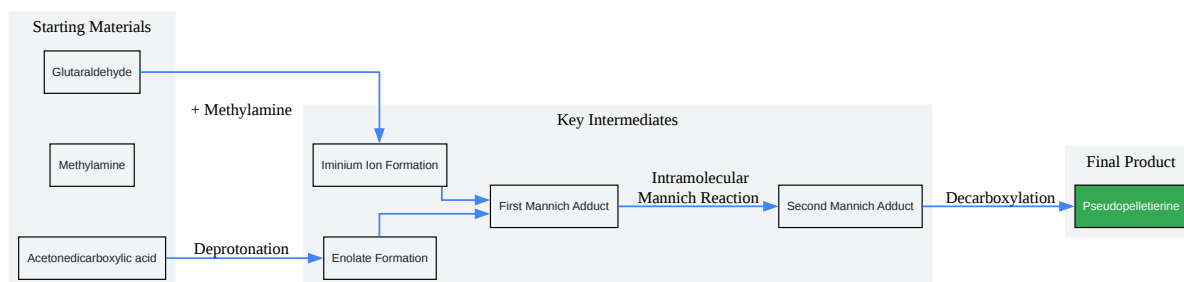 Starting Materials
Glutaraldehyde
+ Methylamine
Key Intermediates
Methylamine
Iminium Ion Formation
Intramolecular
Mannich Reaction
Final Product
First Mannich Adduct
Second Mannich Adduct
Decarboxylation
Pseudopelletierine
Acetonedicarboxylic acid
Deprotonation
Enolate Formation